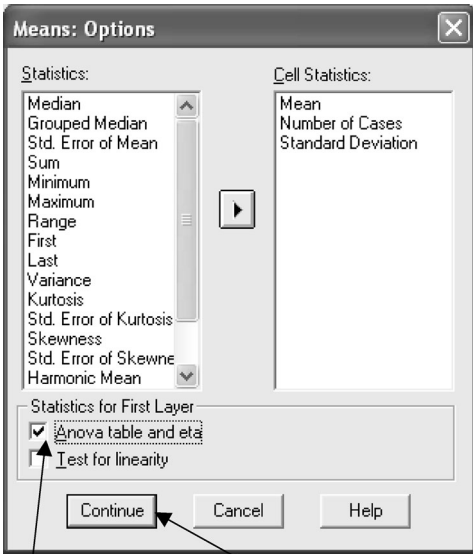 Means: Options
Statistics:
Median
Grouped Median
Std. Error of Mean
Sum
Minimum
Maximum
Range
First
Last
Variance
Kurtosis
Std. Error of Kurtosis
Skewness
Std. Error of Skewne
Harmonic Mean
Cell Statistics:
Mean
Number of Cases
Standard Deviation
Statistics for First Layer
Anova table and eta
Test for linearity
Continue
Cancel
Help